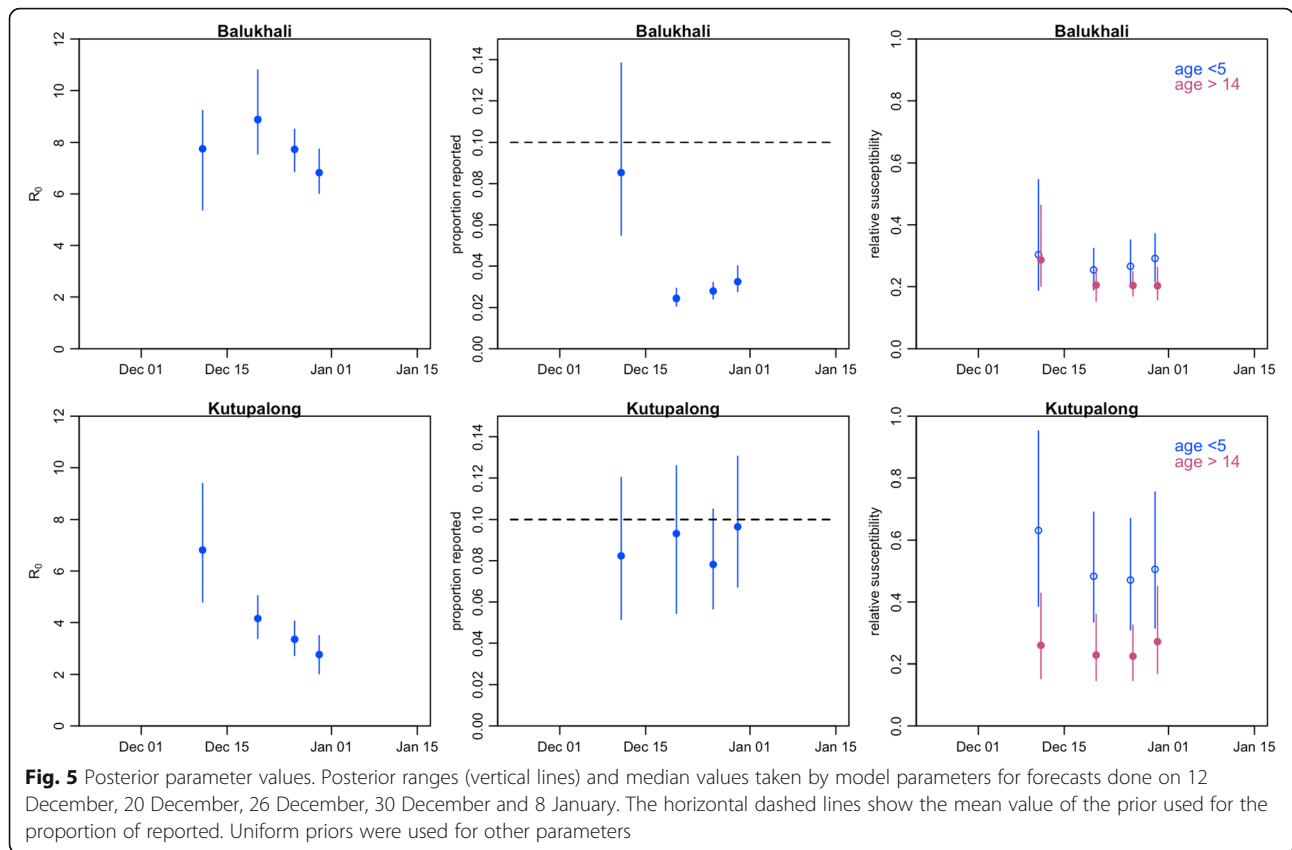 Balukhali
R0
0 2 4 6 8 10 12
Dec 01 Dec 15 Jan 01 Jan 15
Balukhali
proportion reported
0.00 0.02 0.04 0.06 0.08 0.10 0.12 0.14
Dec 01 Dec 15 Jan 01 Jan 15
Balukhali
relative susceptibility
0.0 0.2 0.4 0.6 0.8 1.0
age <5
age > 14
Dec 01 Dec 15 Jan 01 Jan 15
Kutupalong
R0
0 2 4 6 8 10 12
Dec 01 Dec 15 Jan 01 Jan 15
Kutupalong
proportion reported
0.00 0.02 0.04 0.06 0.08 0.10 0.12 0.14
Dec 01 Dec 15 Jan 01 Jan 15
Kutupalong
relative susceptibility
0.0 0.2 0.4 0.6 0.8 1.0
age <5
age > 14
Dec 01 Dec 15 Jan 01 Jan 15
Fig. 5 Posterior parameter values. Posterior ranges (vertical lines) and median values taken by model parameters for forecasts done on 12
December, 20 December, 26 December, 30 December and 8 January. The horizontal dashed lines show the mean value of the prior used for the
proportion of reported. Uniform priors were used for other parameters